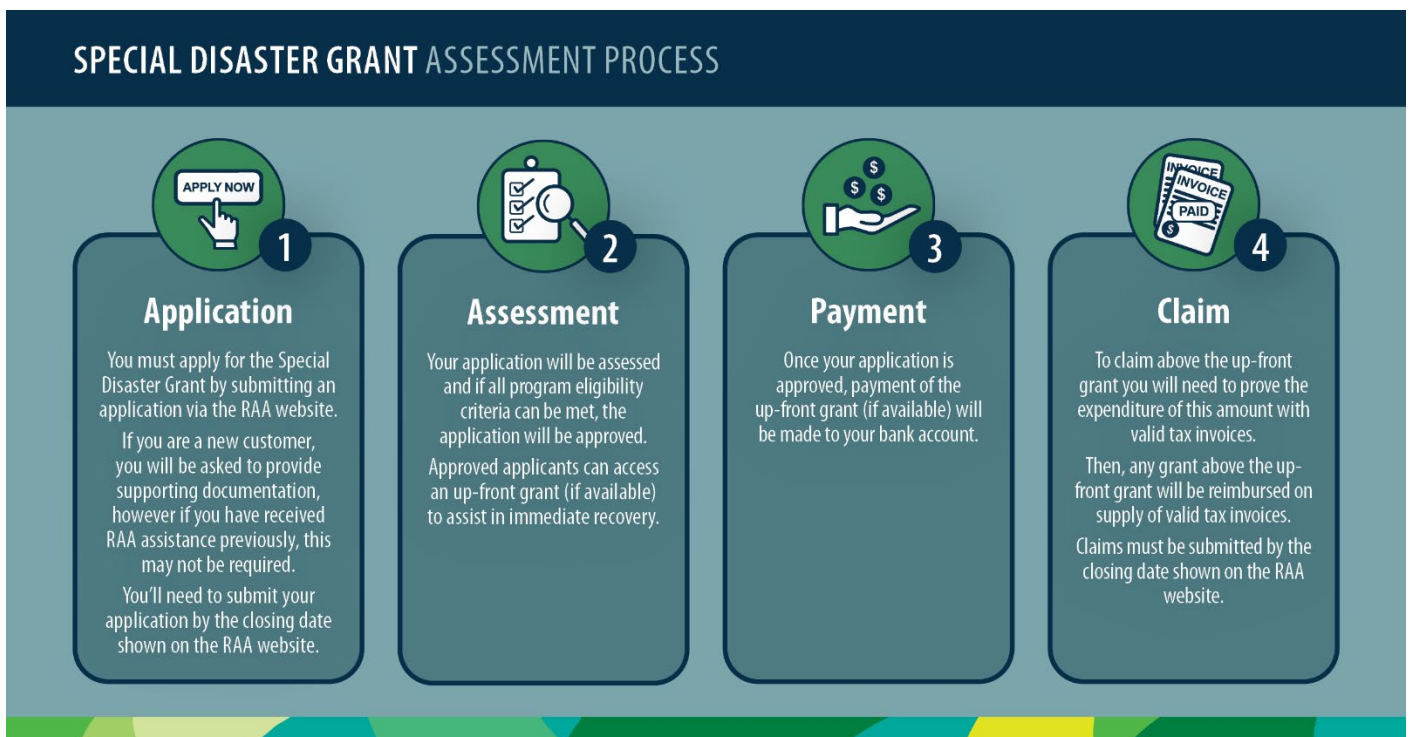 SPECIAL DISASTER GRANT ASSESSMENT PROCESS
APPLY NOW
1
Application
You must apply for the Special
Disaster Grant by submitting an
application via the RAA website.
If you are a new customer,
you will be asked to provide
supporting documentation,
however if you have received
RAA assistance previously, this
may not be required.
You'll need to submit your
application by the closing date
shown on the RAA website.
2
Assessment
Your application will be assessed
and if all program eligibility
criteria can be met, the
application will be approved.
Approved applicants can access
an up-front grant (if available)
to assist in immediate recovery.
$
$
$
3
Payment
Once your application is
approved, payment of the
up-front grant (if available) will
be made to your bank account.
INVOICE
INVOICE
PAID
$
4
Claim
To claim above the up-front
grant you will need to prove the
expenditure of this amount with
valid tax invoices.
Then, any grant above the up-
front grant will be reimbursed on
supply of valid tax invoices.
Claims must be submitted by the
closing date shown on the RAA
website.